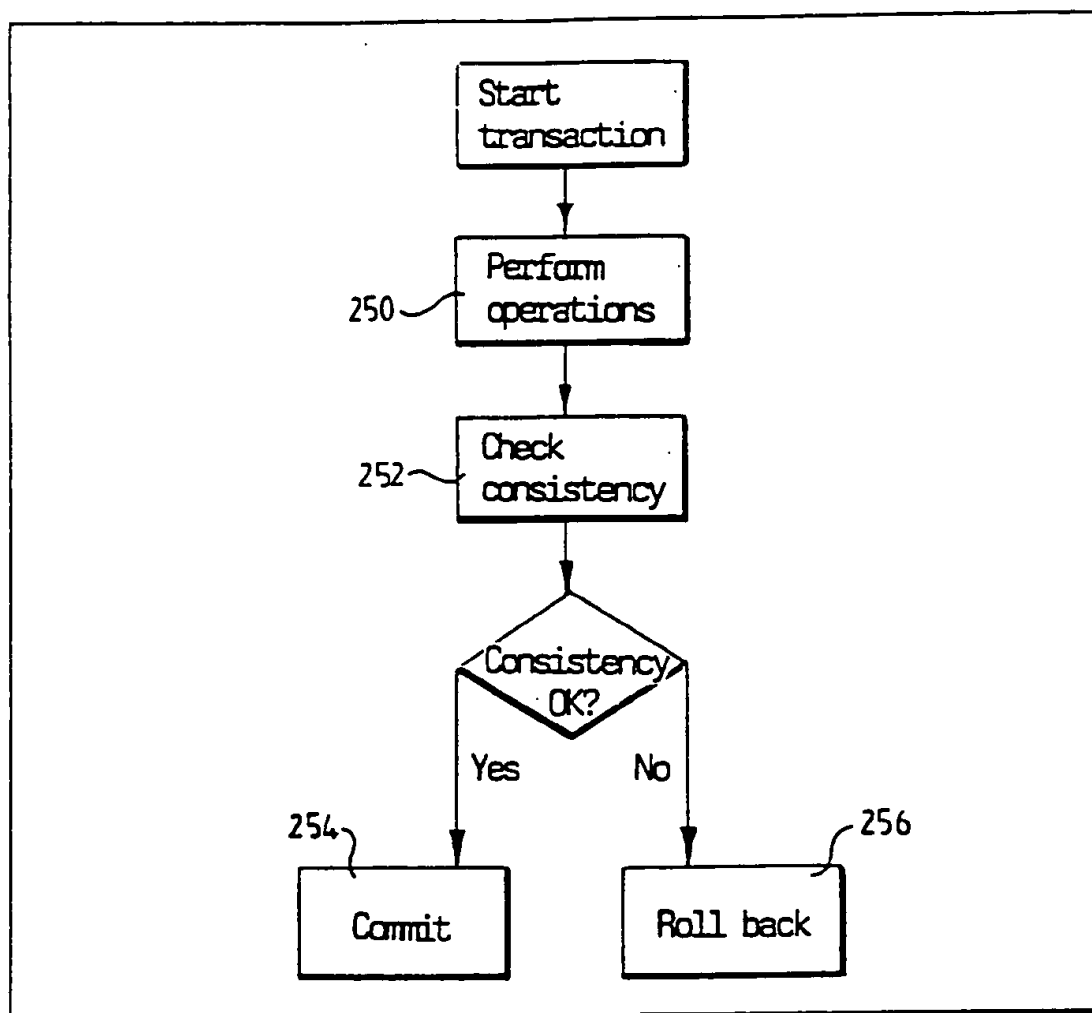 Start
transaction
Perform
operations
250
Check
consistency
252
Consistency
OK?
Yes
No
254
256
Commit
Roll back